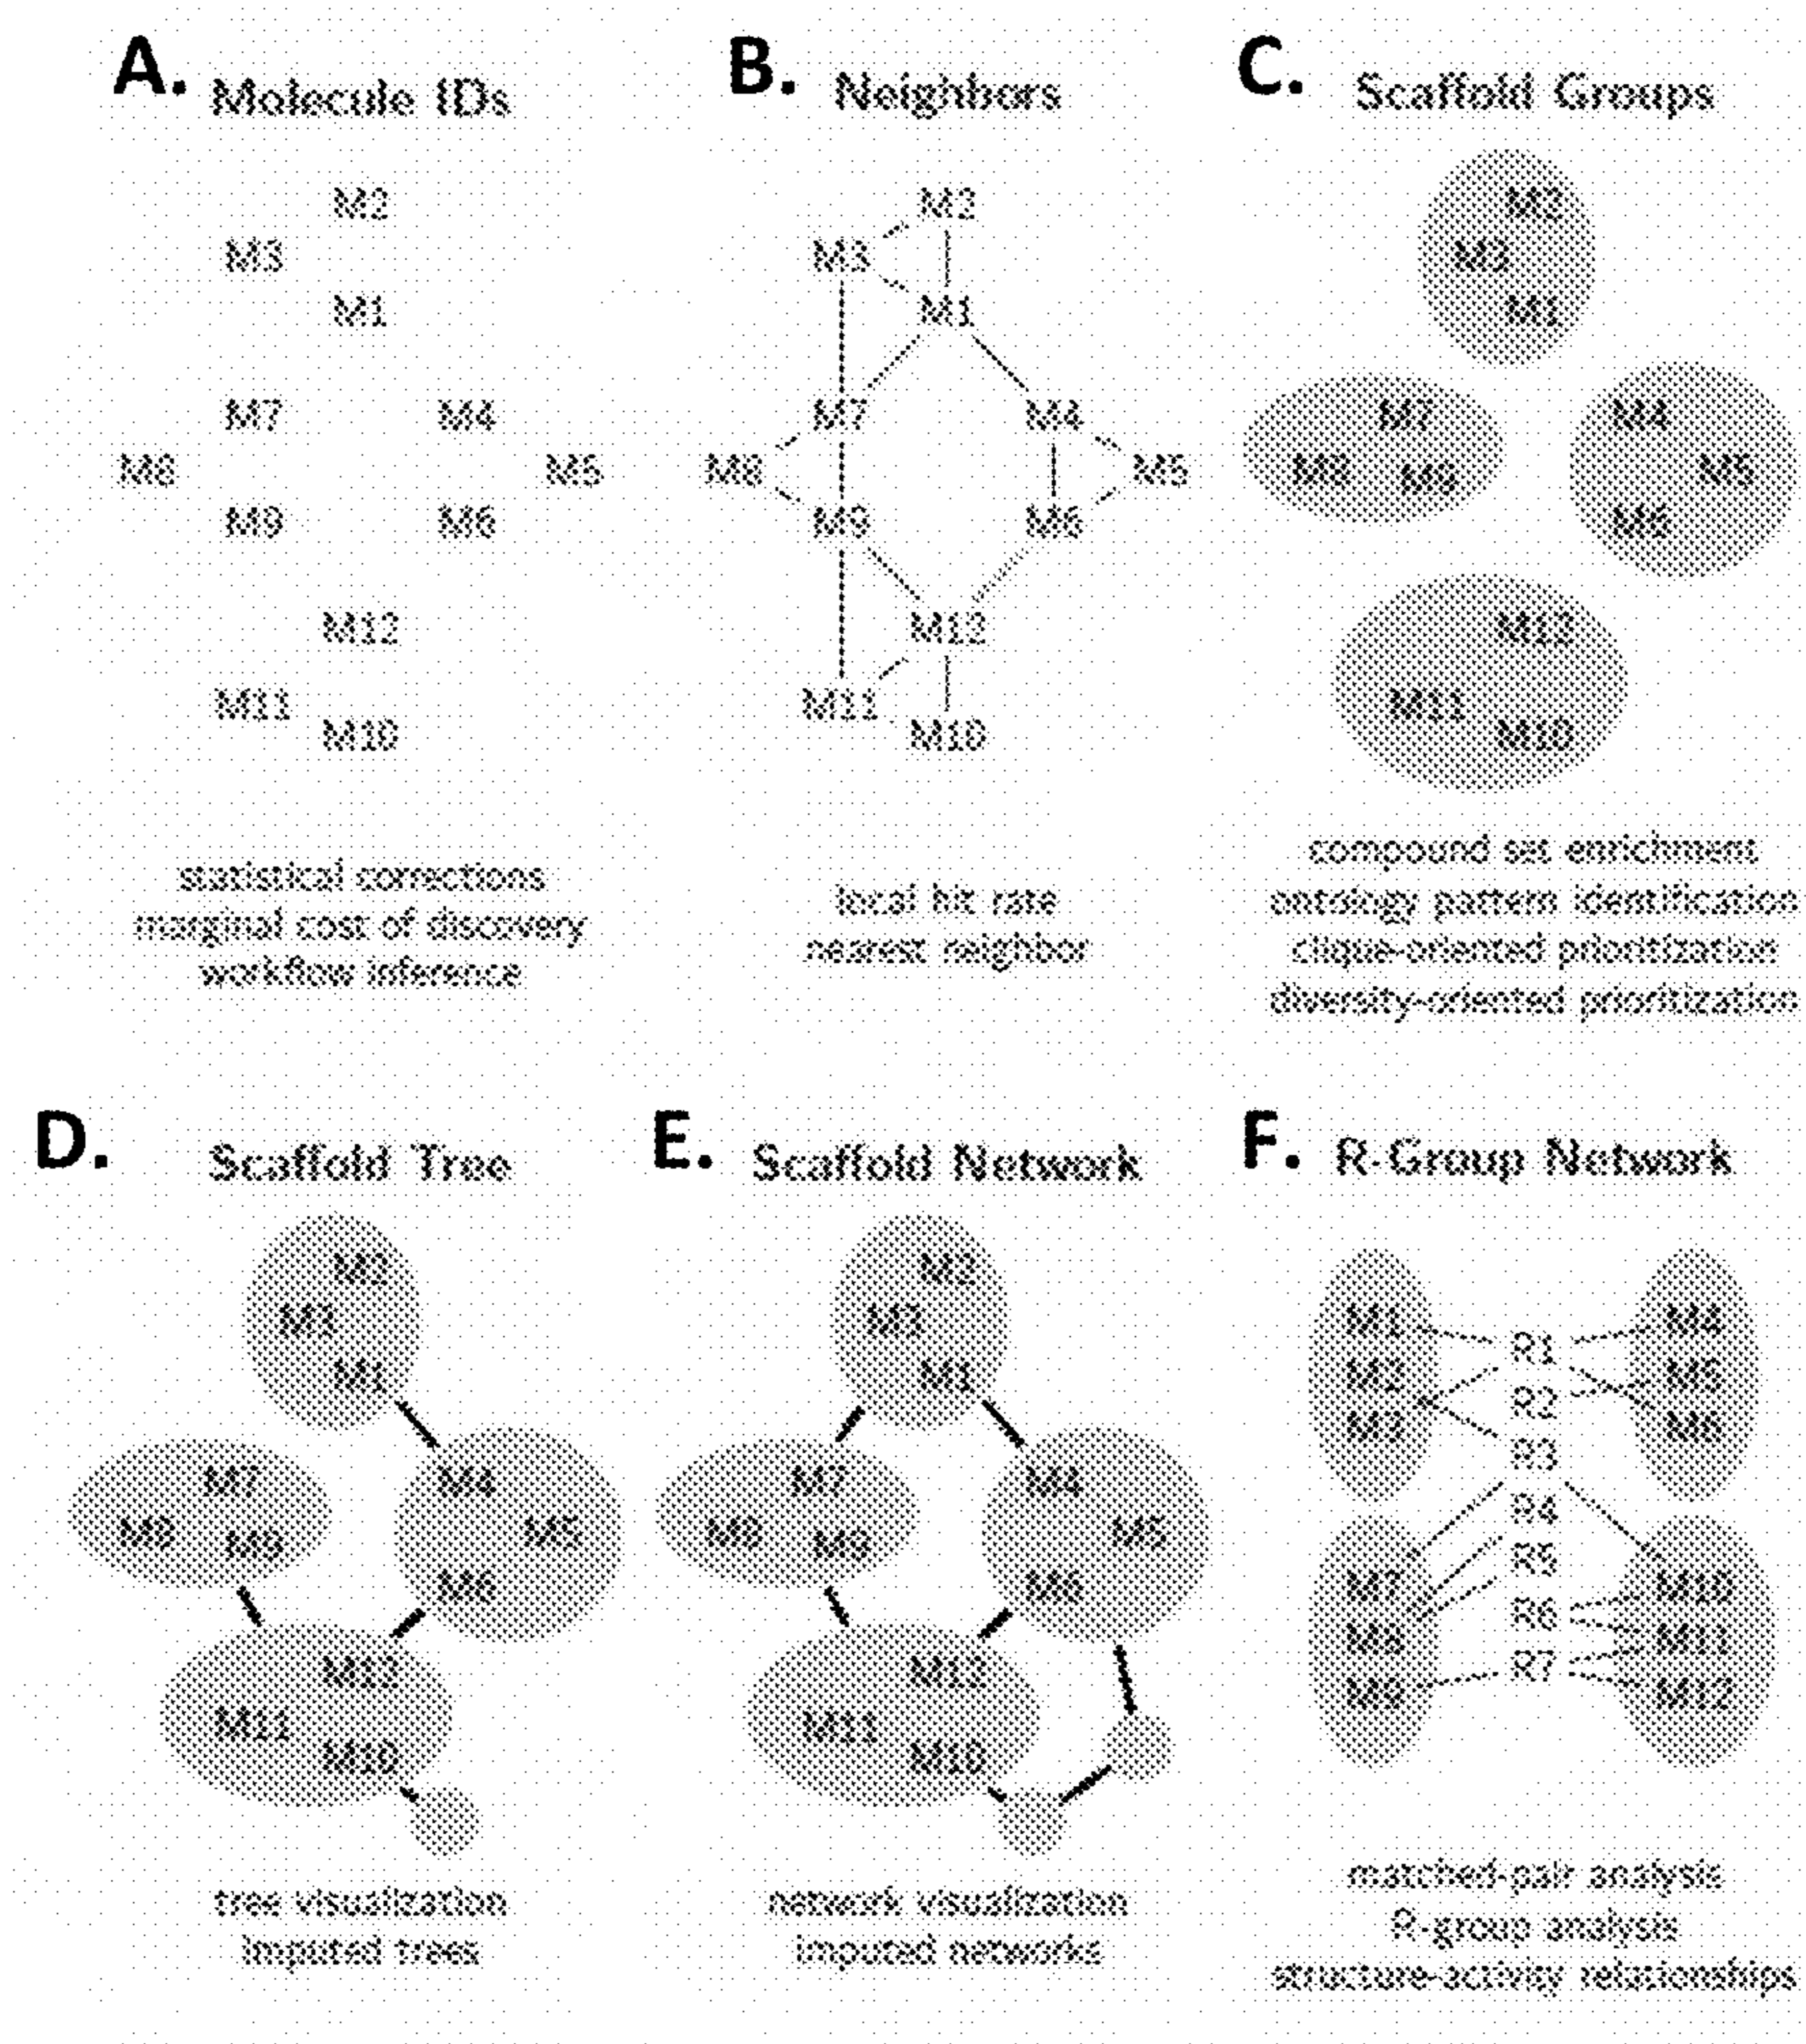 A. Molecule IDs
M2
M3
M1
M7 M4
M8 M5
M9 M6
M12
M11
M10
statistical corrections
marginal cost of discovery
workflow inference
B. Neighbors
M2
M3
M1
M7 M4
M8 M5
M9 M6
M12
M11
M10
local hit rate
nearest neighbor
C. Scaffold Groups
M2
M3
M1
M7 M4
M8 M9 M5
M6
M12
M11
M10
compound set enrichment
ontology pattern identification
clique-oriented prioritization
diversity-oriented prioritization
D. Scaffold Tree
M2
M3
M1
M7 M4
M8 M9 M5
M6
M12
M11
M10
tree visualization
imputed trees
E. Scaffold Network
M2
M3
M1
M7 M4
M8 M9 M5
M6
M12
M11
M10
network visualization
imputed networks
F. R-Group Network
M1 R1 M4
M2 R2 M5
M3 R3 M6
R4
M7 R5 M10
M8 R6 M11
M9 R7 M12
matched-pair analysis
R-group analysis
structure-activity relationships